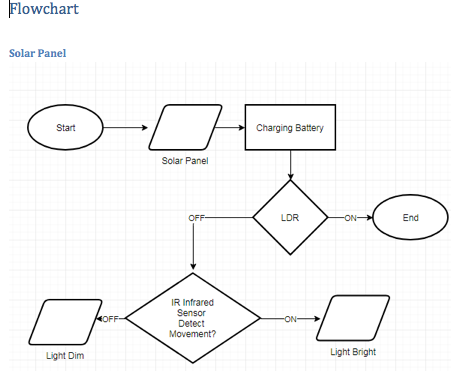 Flowchart
Solar Panel
Start
Charging Battery
Solar Panel
OFF
LDR
ON
End
IR Infrared
Sensor
Detect
Movement?
OFF
ON
Light Dim
Light Bright